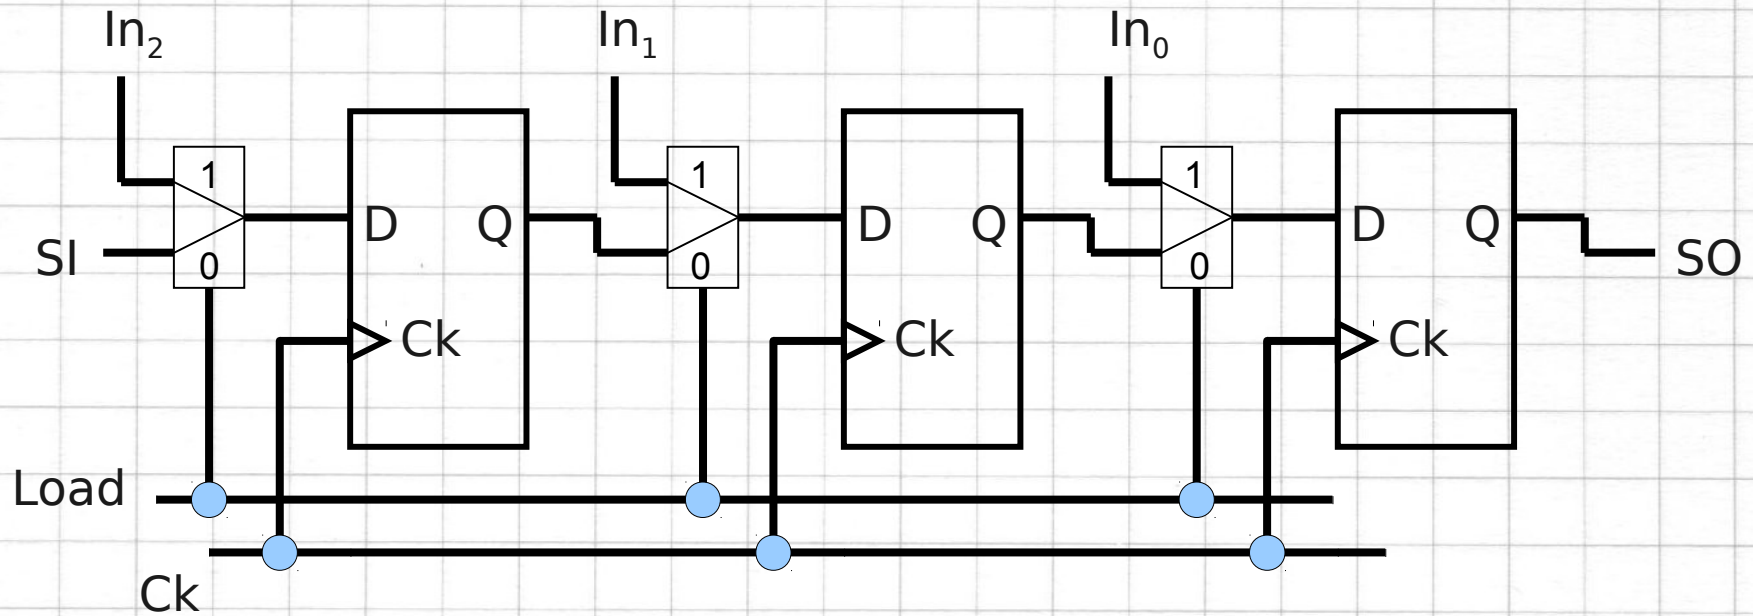 In₂ In₁ In₀
1 1 1
D Q D Q D Q
SI 0 0 0 SO
Ck Ck Ck
Load
Ck